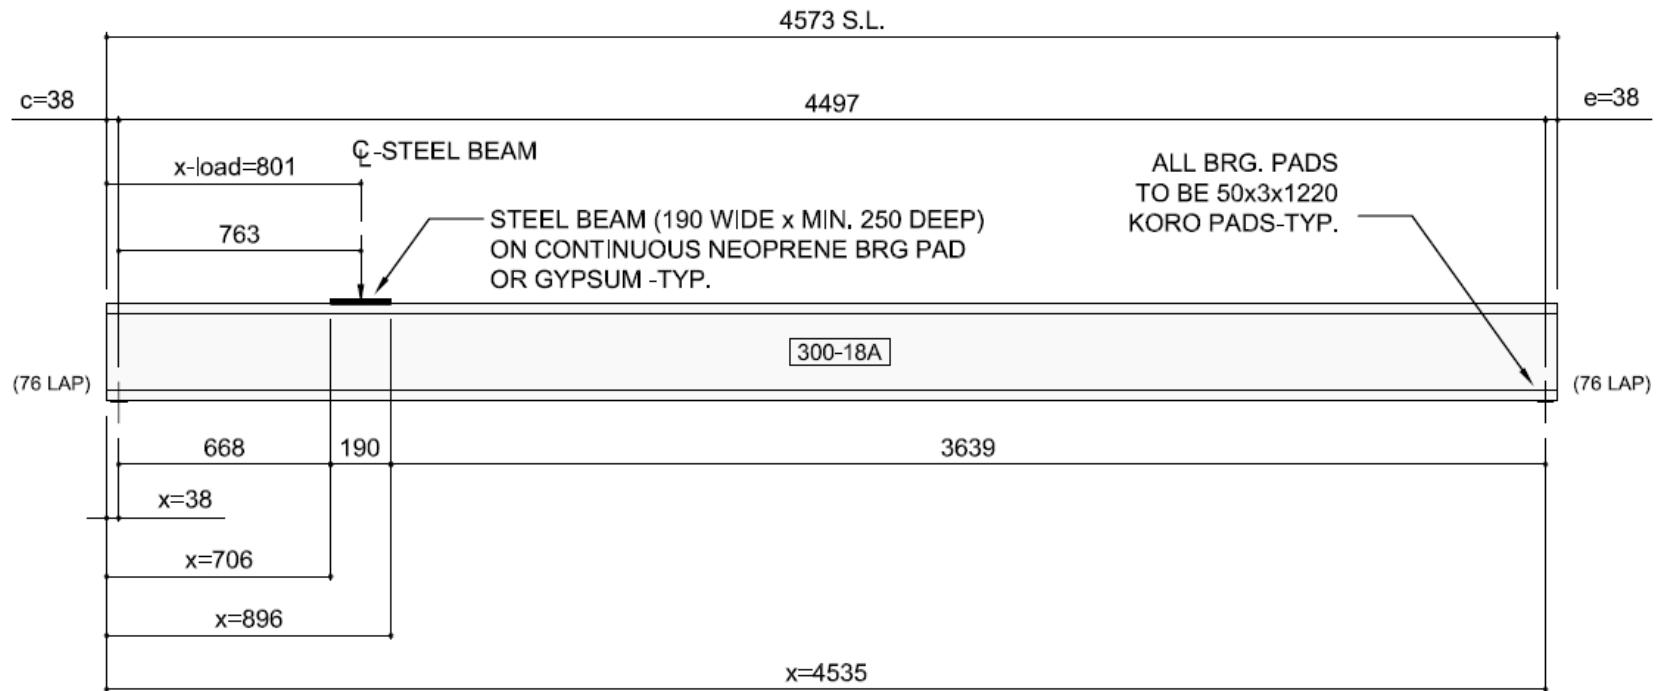 4573 S.L.
c=38
4497
e=38
℄-STEEL BEAM
x-load=801
ALL BRG. PADS
TO BE 50x3x1220
KORO PADS-TYP.
763
STEEL BEAM (190 WIDE x MIN. 250 DEEP)
ON CONTINUOUS NEOPRENE BRG PAD
OR GYPSUM -TYP.
300-18A
(76 LAP)
(76 LAP)
668
190
3639
x=38
x=706
x=896
x=4535